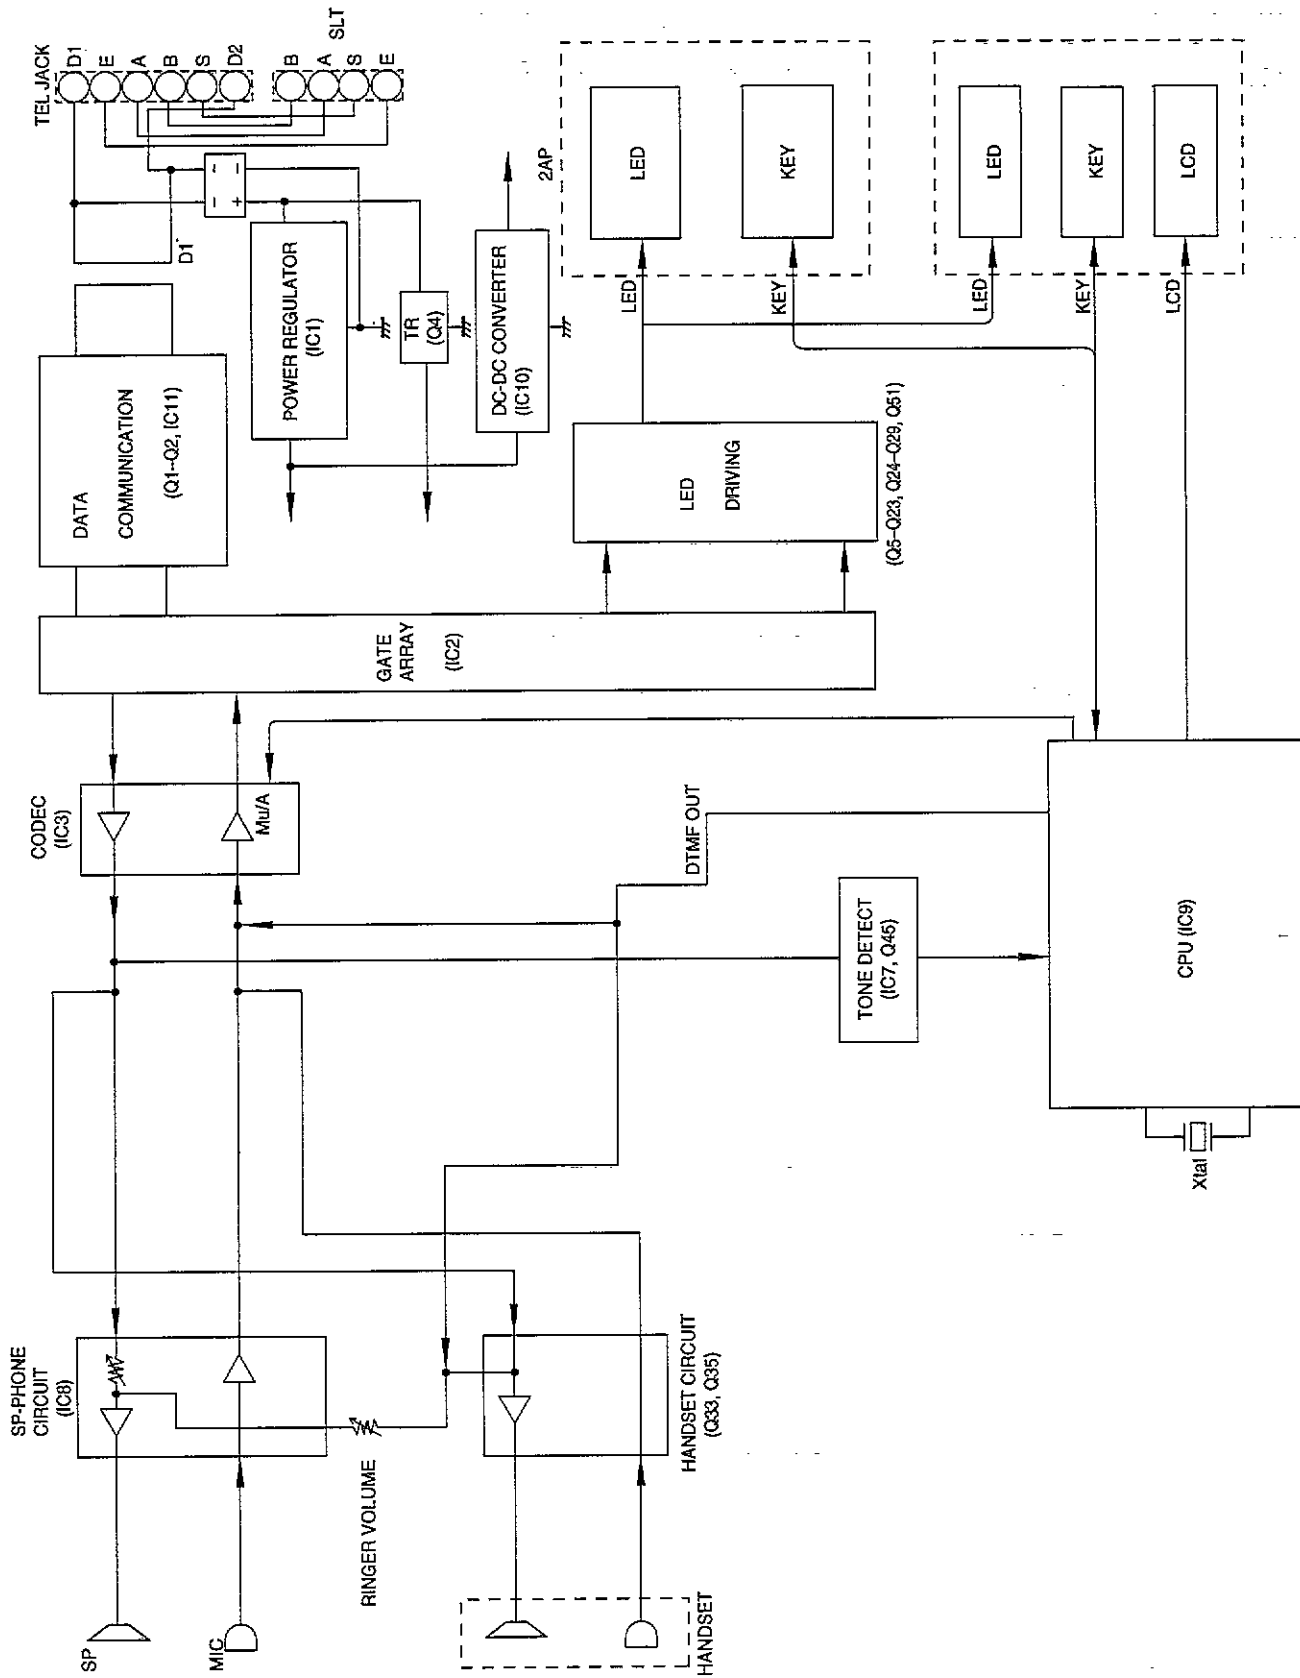 TEL JACK
D1
E
A
B
S
D2
B
A
S
E
SLT
D1
- ~
+ -
DATA
COMMUNICATION
(Q1–Q2, IC11)
POWER REGULATOR
(IC1)
TR
(Q4)
DC-DC CONVERTER
(IC10)
2AP
LED
KEY
LED
KEY
LCD
LED
KEY
LED
KEY
LCD
LED
DRIVING
(Q5–Q23, Q24–Q29, Q51)
GATE
ARRAY
(IC2)
CODEC
(IC3)
Mu/A
DTMF OUT
TONE DETECT
(IC7, Q45)
CPU (IC9)
Xtal
SP-PHONE
CIRCUIT
(IC8)
HANDSET CIRCUIT
(Q33, Q35)
RINGER VOLUME
SP
MIC
HANDSET